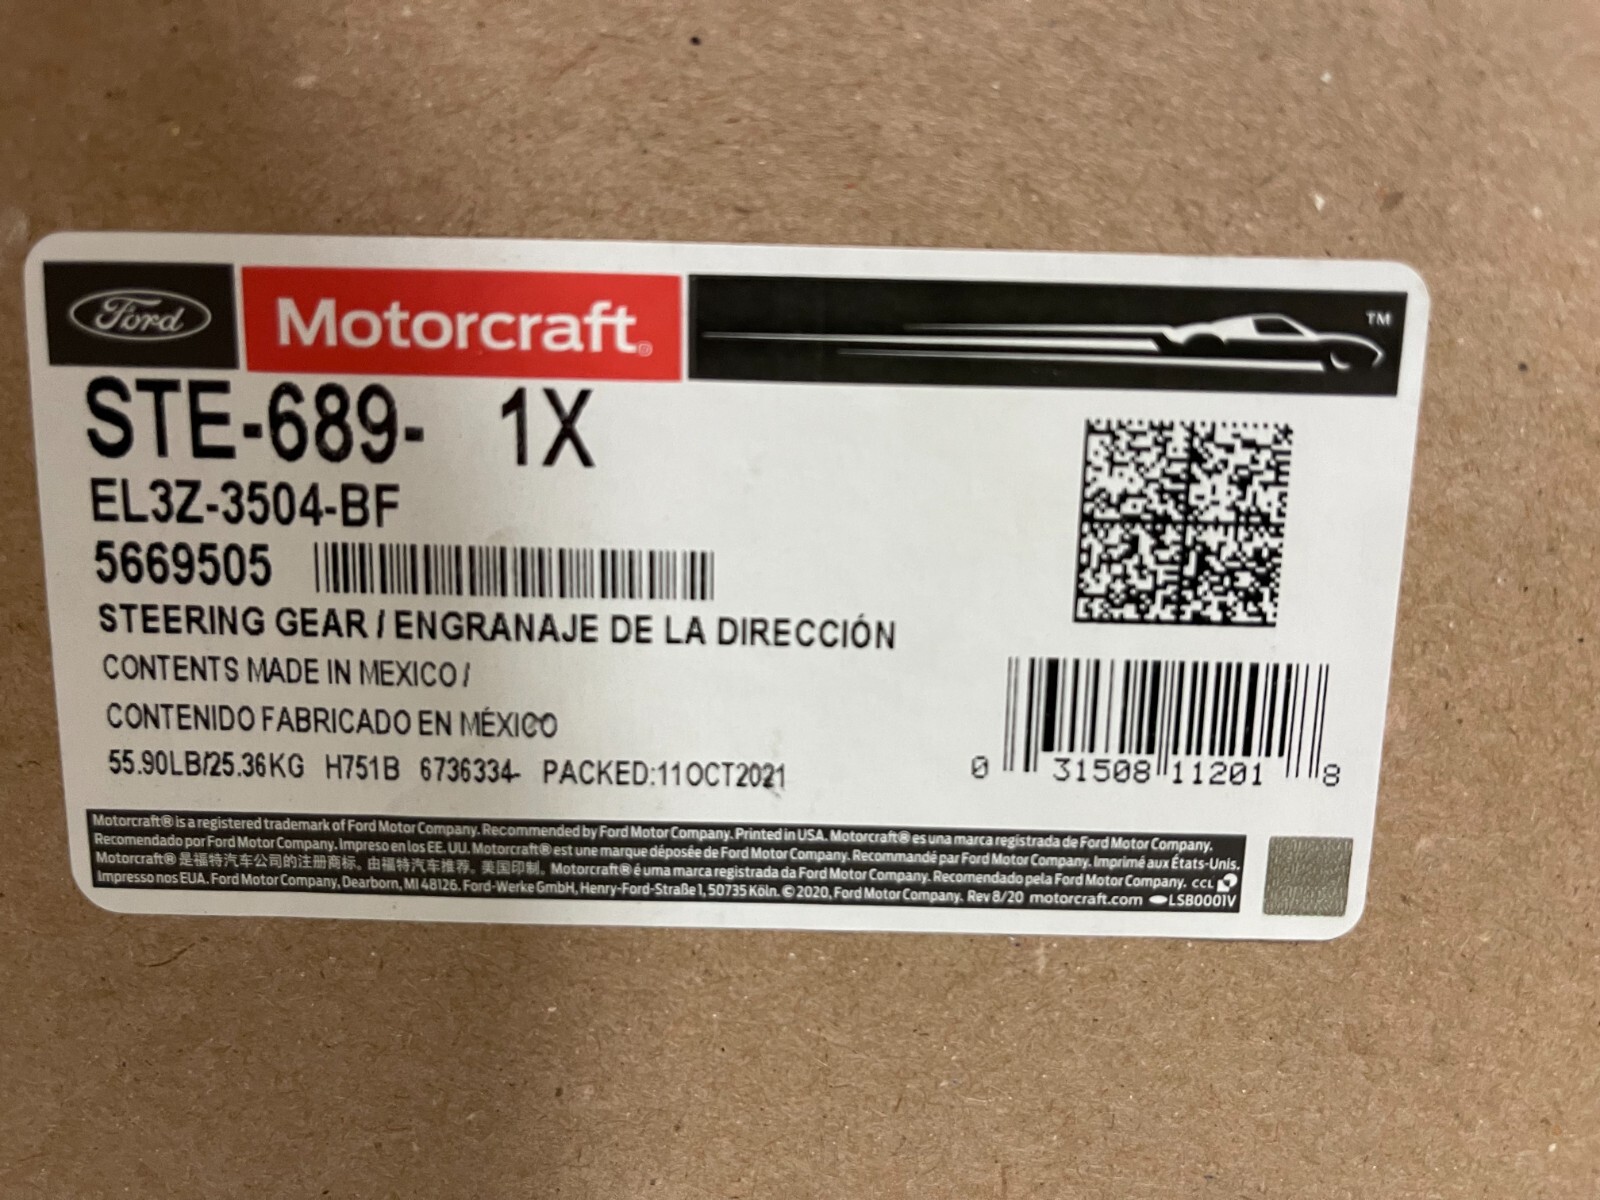 Ford Motorcraft® TM
STE-689- 1X
EL3Z-3504-BF
5669505
STEERING GEAR / ENGRANAJE DE LA DIRECCIÓN
CONTENTS MADE IN MEXICO /
CONTENIDO FABRICADO EN MÉXICO
55.90LB/25.36KG H751B 6736334- PACKED:11OCT2021
0 31508 11201 8
Motorcraft® is a registered trademark of Ford Motor Company. Recommended by Ford Motor Company. Printed in USA. Motorcraft® es una marca registrada de Ford Motor Company.
Recomendado por Ford Motor Company. Impreso en los EE. UU. Motorcraft® est une marque déposée de Ford Motor Company. Recommandé par Ford Motor Company. Imprimé aux États-Unis.
Motorcraft® 是福特汽车公司的注册商标。由福特汽车推荐。美国印制。Motorcraft® é uma marca registrada da Ford Motor Company. Recomendado pela Ford Motor Company. CCL
Impresso nos EUA. Ford Motor Company, Dearborn, MI 48126. Ford-Werke GmbH, Henry-Ford-Straße 1, 50735 Köln. © 2020, Ford Motor Company. Rev 8/20 motorcraft.com LSB0001V